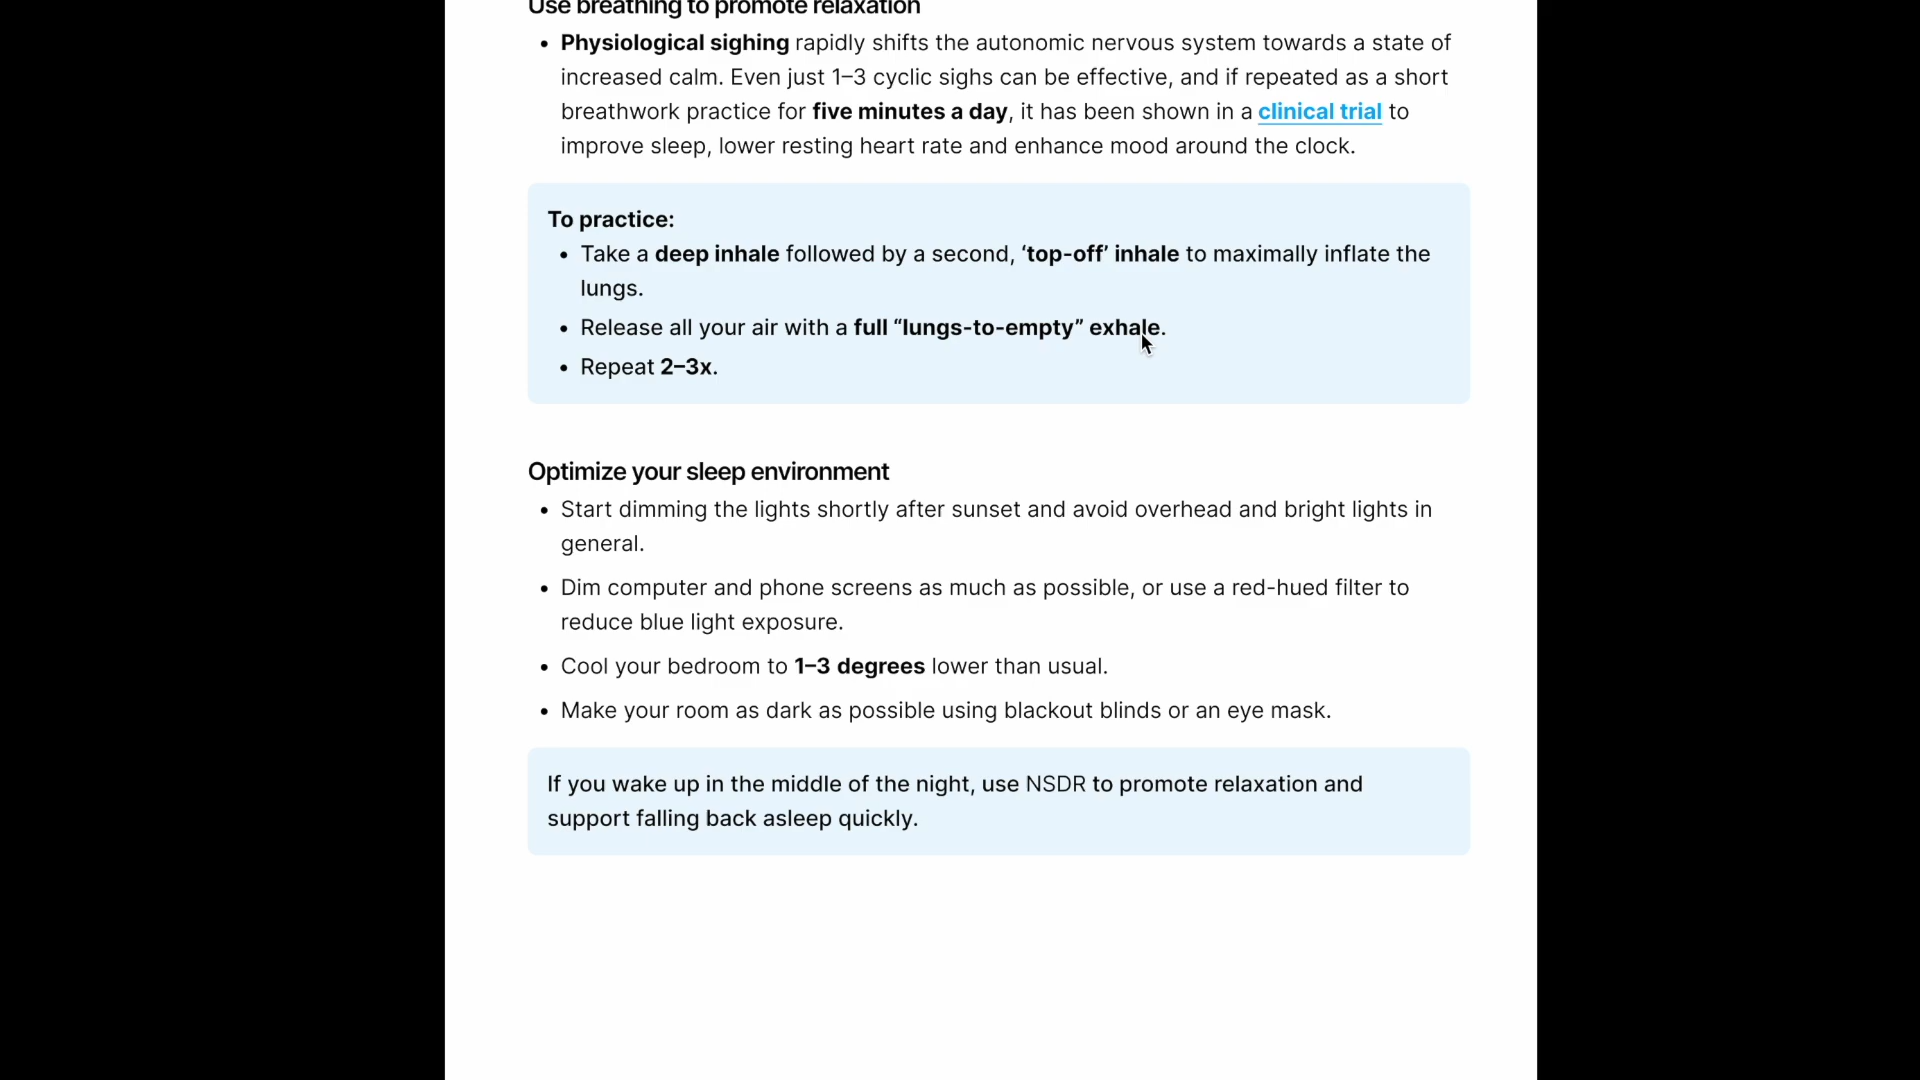 Use breathing to promote relaxation
• Physiological sighing rapidly shifts the autonomic nervous system towards a state of
increased calm. Even just 1–3 cyclic sighs can be effective, and if repeated as a short
breathwork practice for five minutes a day, it has been shown in a clinical trial to
improve sleep, lower resting heart rate and enhance mood around the clock.
To practice:
• Take a deep inhale followed by a second, ‘top-off’ inhale to maximally inflate the
lungs.
• Release all your air with a full “lungs-to-empty” exhale.
• Repeat 2–3x.
Optimize your sleep environment
• Start dimming the lights shortly after sunset and avoid overhead and bright lights in
general.
• Dim computer and phone screens as much as possible, or use a red-hued filter to
reduce blue light exposure.
• Cool your bedroom to 1–3 degrees lower than usual.
• Make your room as dark as possible using blackout blinds or an eye mask.
If you wake up in the middle of the night, use NSDR to promote relaxation and
support falling back asleep quickly.